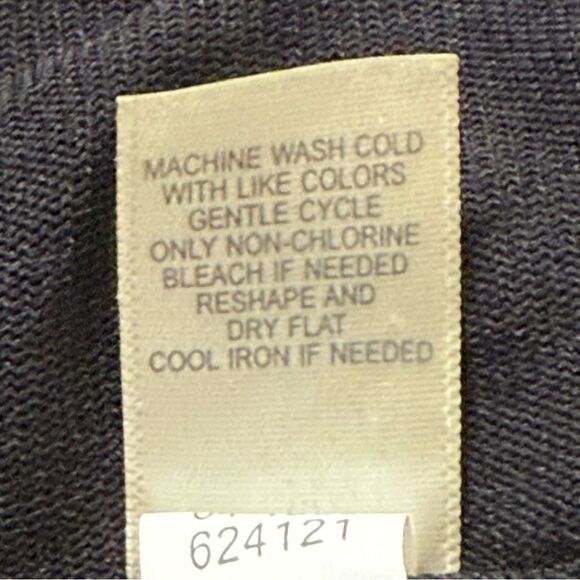 MACHINE WASH COLD
WITH LIKE COLORS
GENTLE CYCLE
ONLY NON-CHLORINE
BLEACH IF NEEDED
RESHAPE AND
DRY FLAT
COOL IRON IF NEEDED
624121